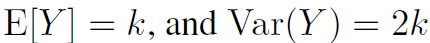 E[Y] = k, and Var(Y) = 2k